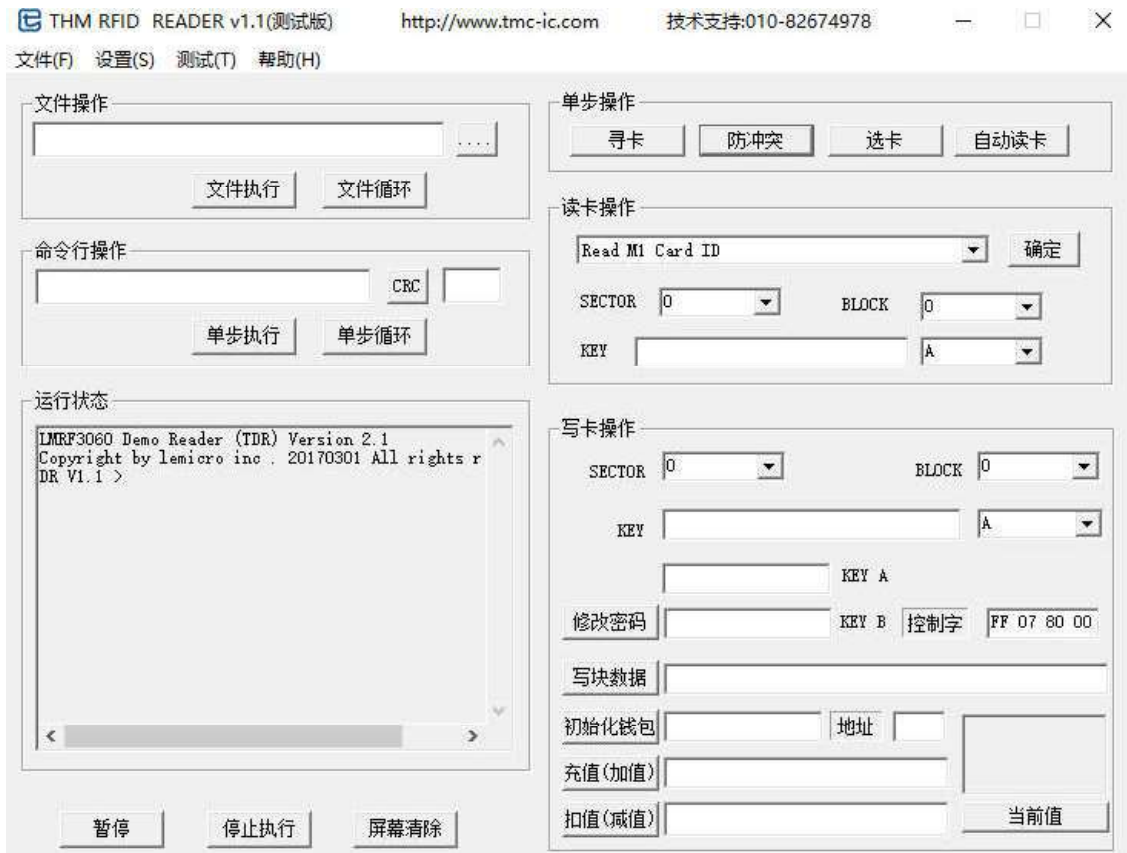 THM RFID READER v1.1(测试版) http://www.tmc-ic.com 技术支持:010-82674978
文件(F) 设置(S) 测试(T) 帮助(H)
文件操作
....
文件执行 文件循环
命令行操作
CRC
单步执行 单步循环
运行状态
LMRF3060 Demo Reader (TDR) Version 2.1
Copyright by lemicro inc . 20170301 All rights r
DR V1.1 >
暂停 停止执行 屏幕清除
单步操作
寻卡 防冲突 选卡 自动读卡
读卡操作
Read M1 Card ID 确定
SECTOR 0 BLOCK 0
KEY A
写卡操作
SECTOR 0 BLOCK 0
KEY A
KEY A
修改密码 KEY B 控制字 FF 07 80 00
写块数据
初始化钱包 地址
充值(加值)
扣值(减值) 当前值